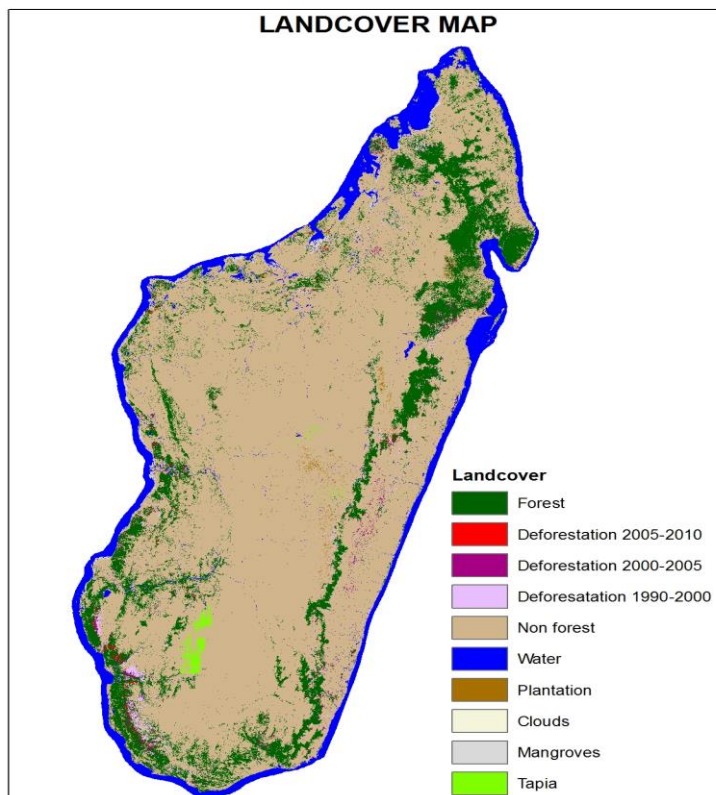 LANDCOVER MAP
Landcover
Forest
Deforestation 2005-2010
Deforestation 2000-2005
Deforesatation 1990-2000
Non forest
Water
Plantation
Clouds
Mangroves
Tapia